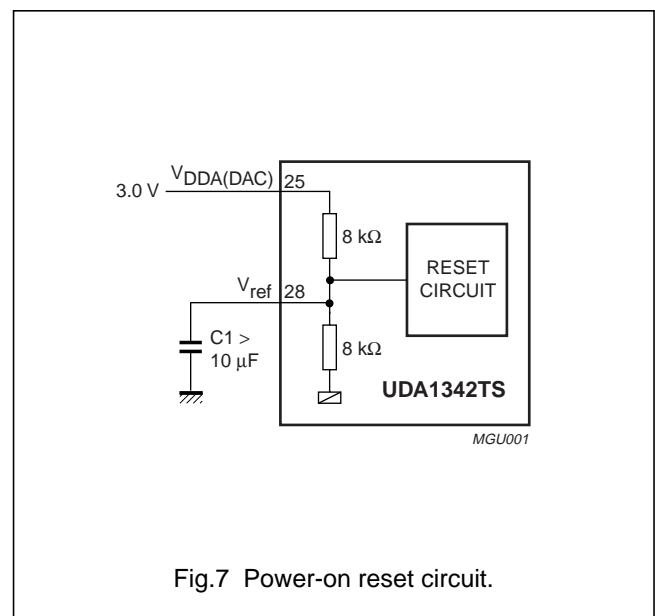 3.0 V
VDDA(DAC)
25
8 kΩ
RESET
CIRCUIT
Vref
28
C1 >
10 μF
8 kΩ
UDA1342TS
MGU001
Fig.7 Power-on reset circuit.